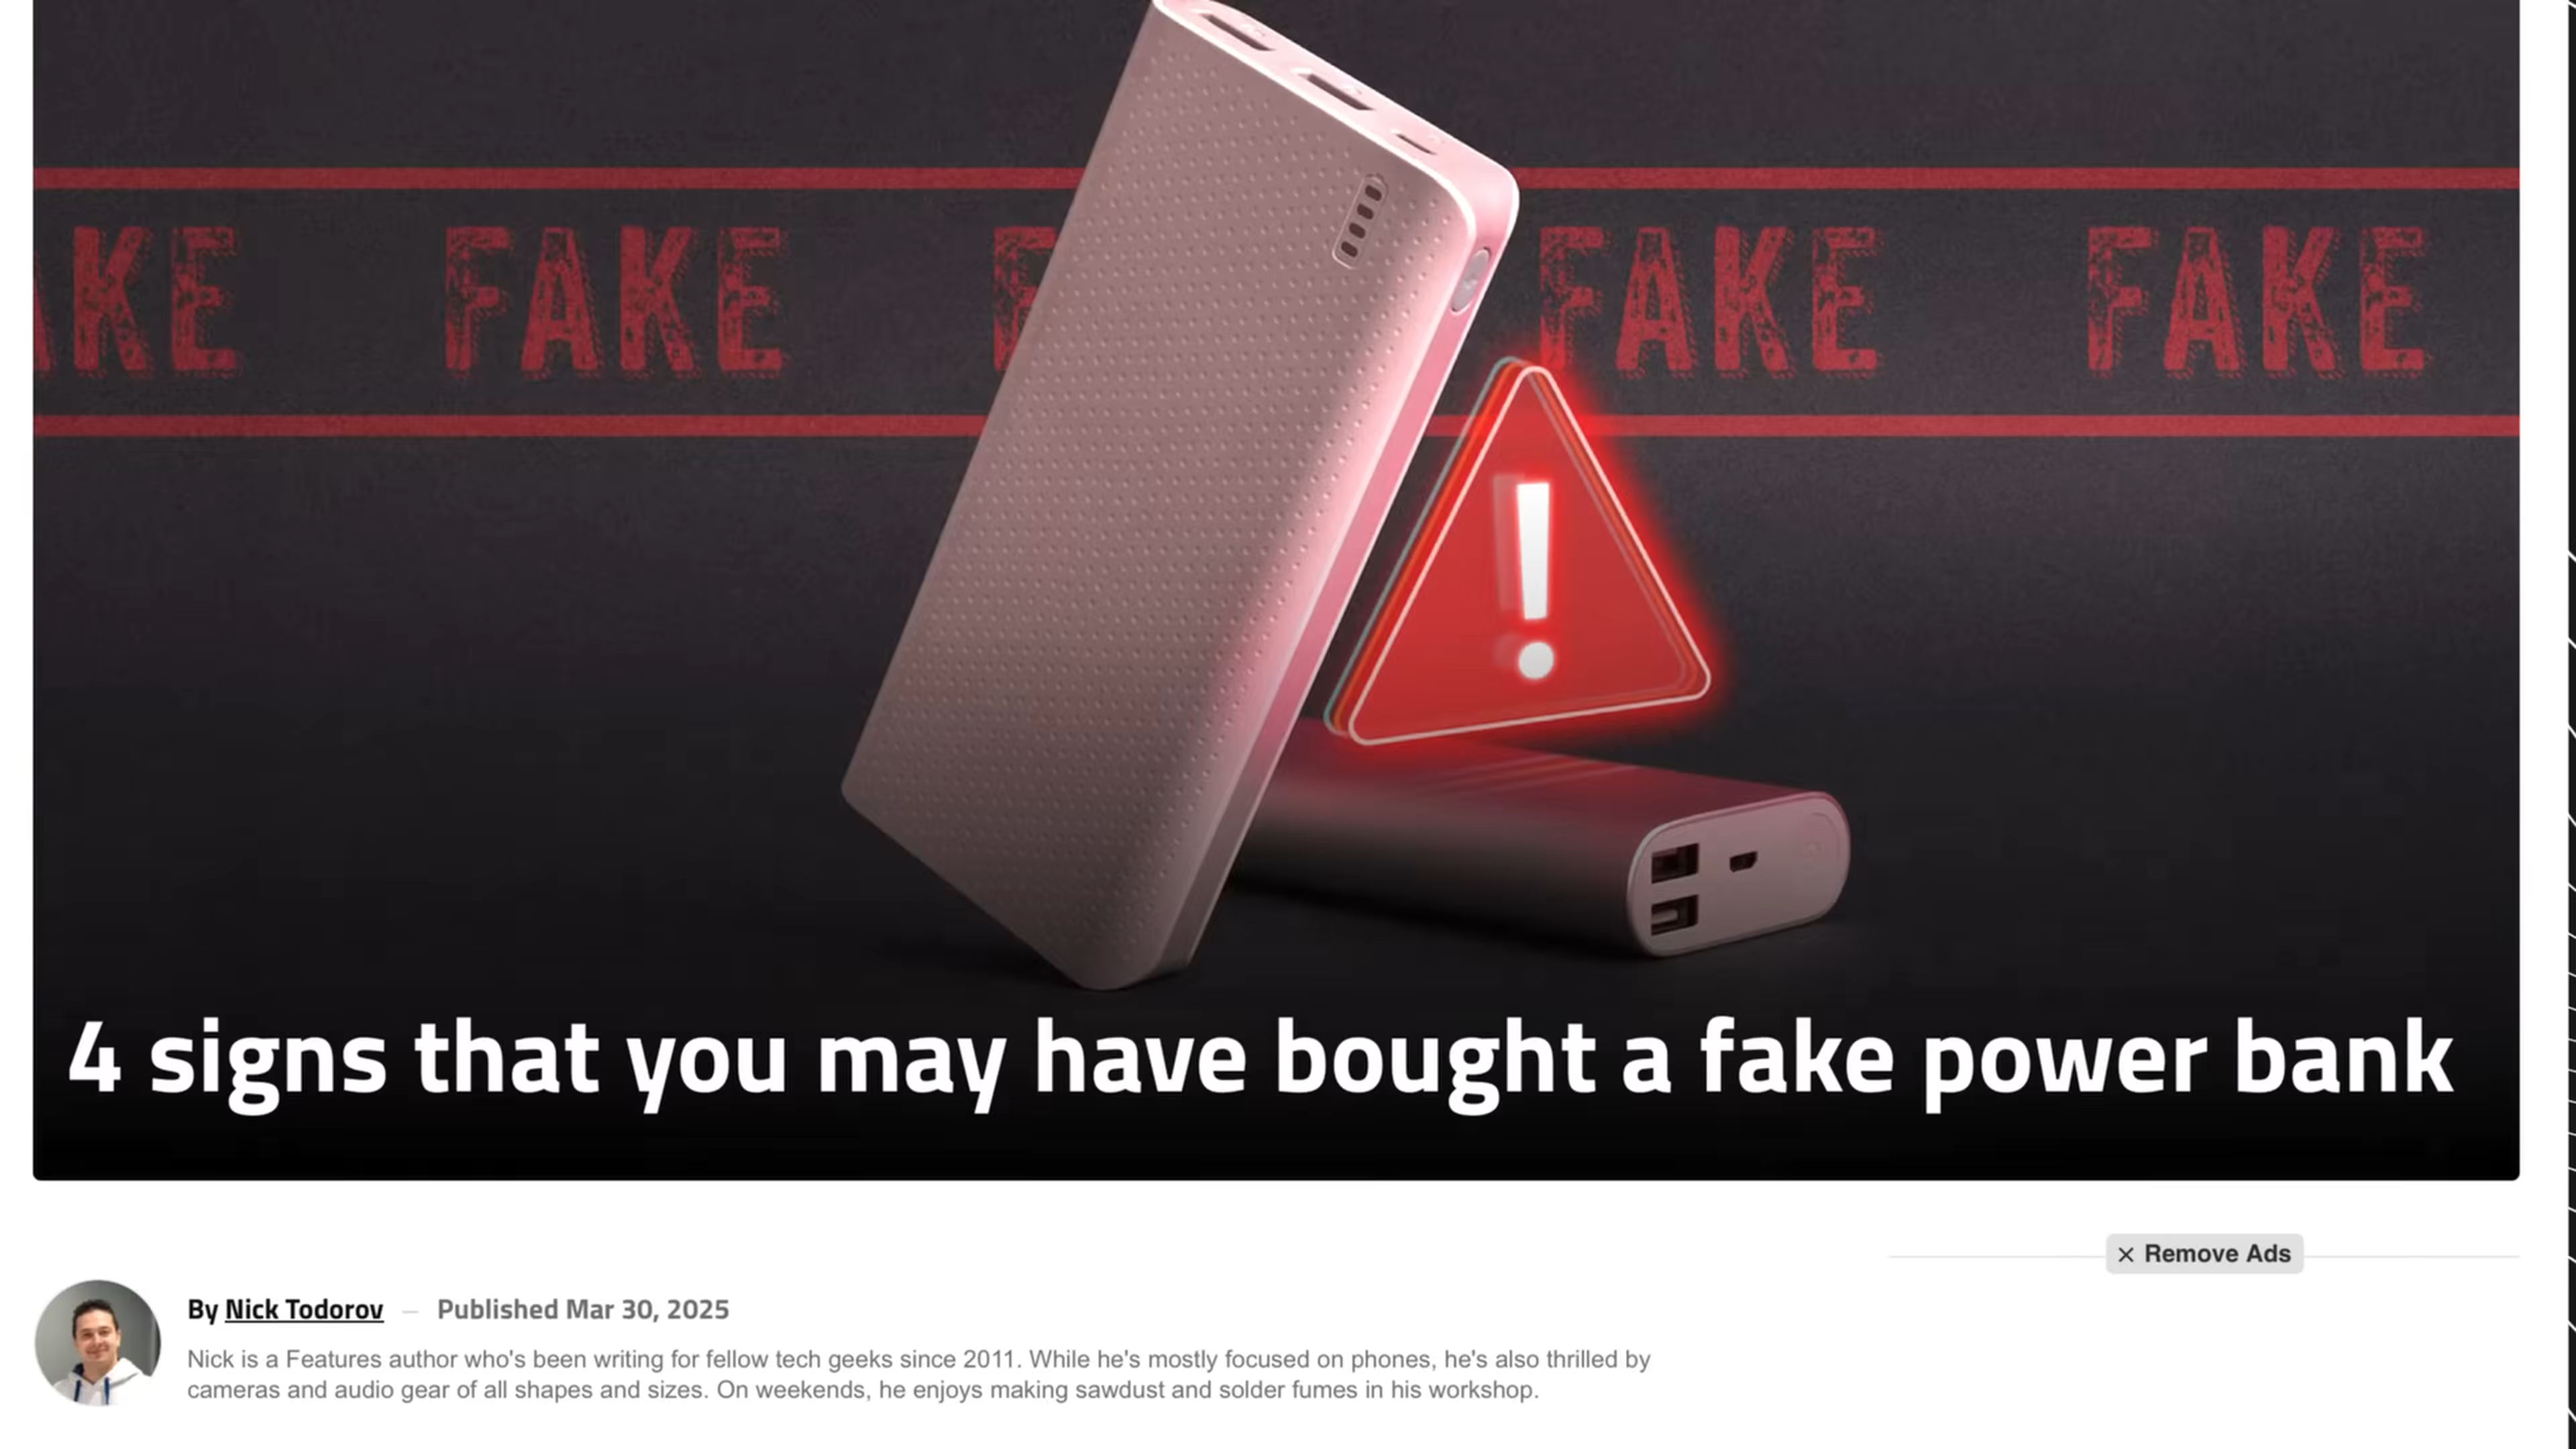 FAKE FAKE FAKE
4 signs that you may have bought a fake power bank
× Remove Ads
By Nick Todorov — Published Mar 30, 2025
Nick is a Features author who's been writing for fellow tech geeks since 2011. While he's mostly focused on phones, he's also thrilled by
cameras and audio gear of all shapes and sizes. On weekends, he enjoys making sawdust and solder fumes in his workshop.